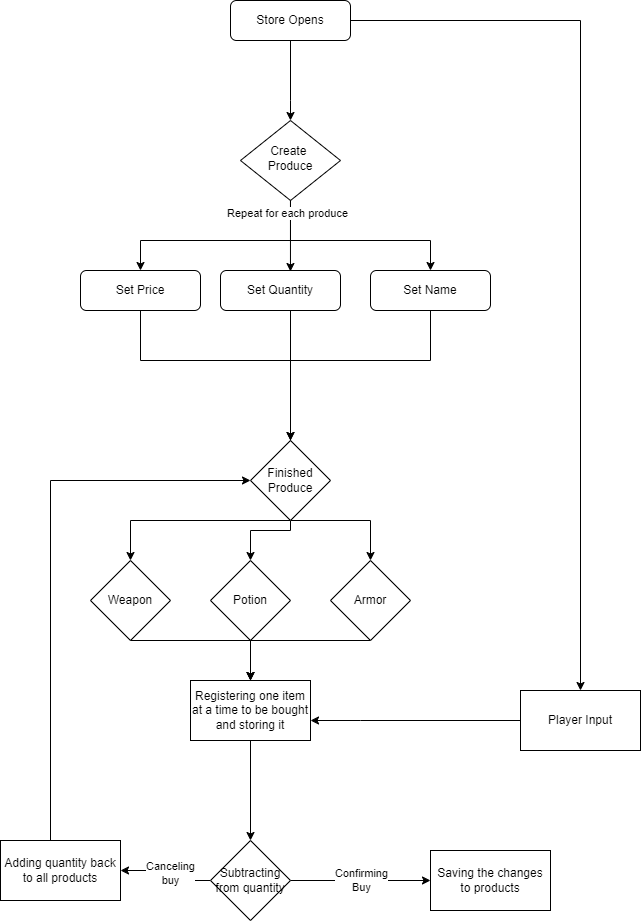 Store Opens
Create
Produce
Repeat for each produce
Set Price
Set Quantity
Set Name
Finished
Produce
Weapon
Potion
Armor
Registering one item
at a time to be bought
and storing it
Player Input
Adding quantity back
to all products
Canceling
buy
Subtracting
from quantity
Confirming
Buy
Saving the changes
to products